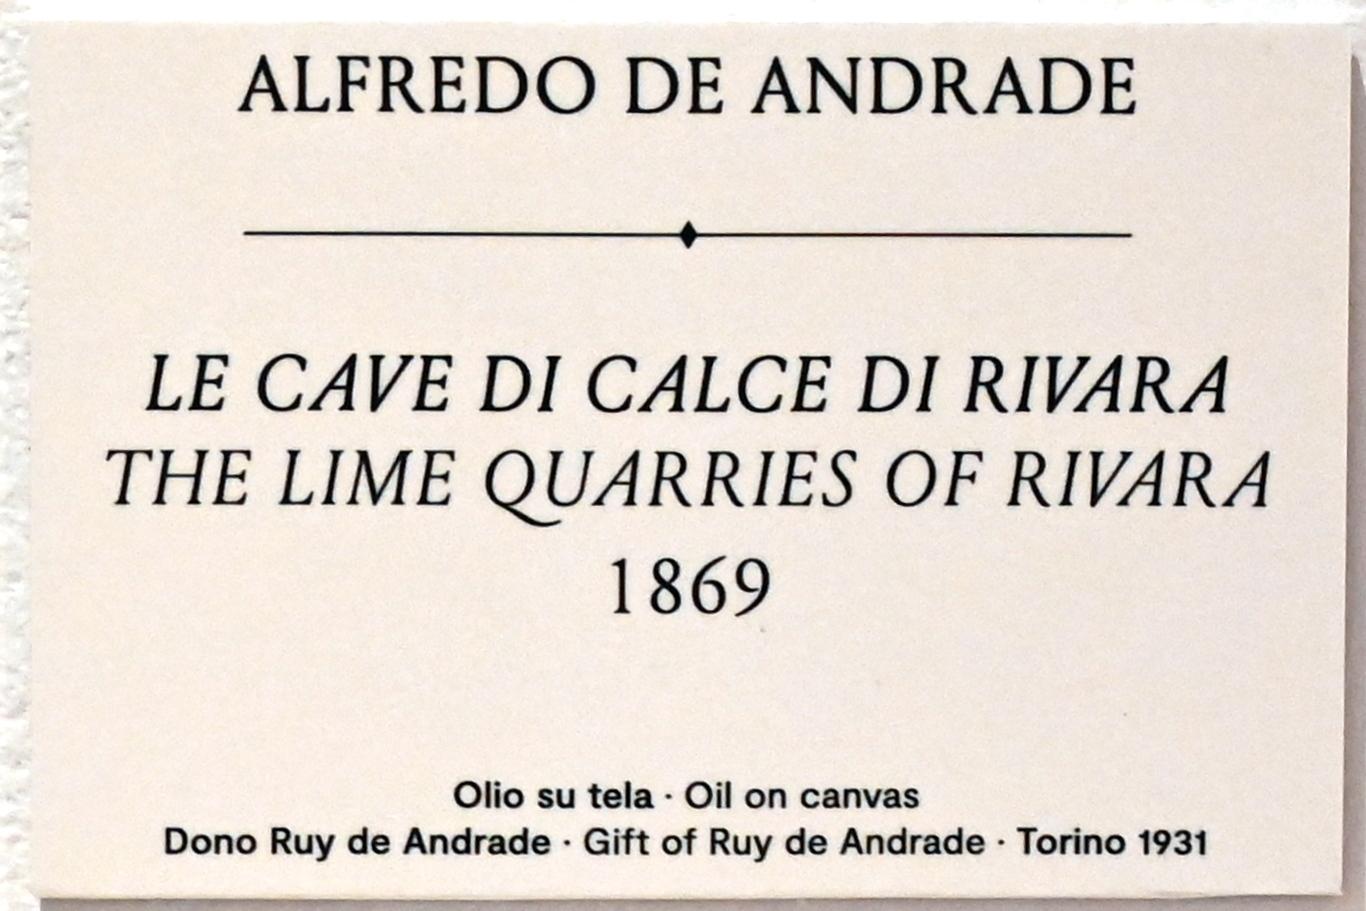 ALFREDO DE ANDRADE
LE CAVE DI CALCE DI RIVARA
THE LIME QUARRIES OF RIVARA
1869
Olio su tela · Oil on canvas
Dono Ruy de Andrade · Gift of Ruy de Andrade · Torino 1931